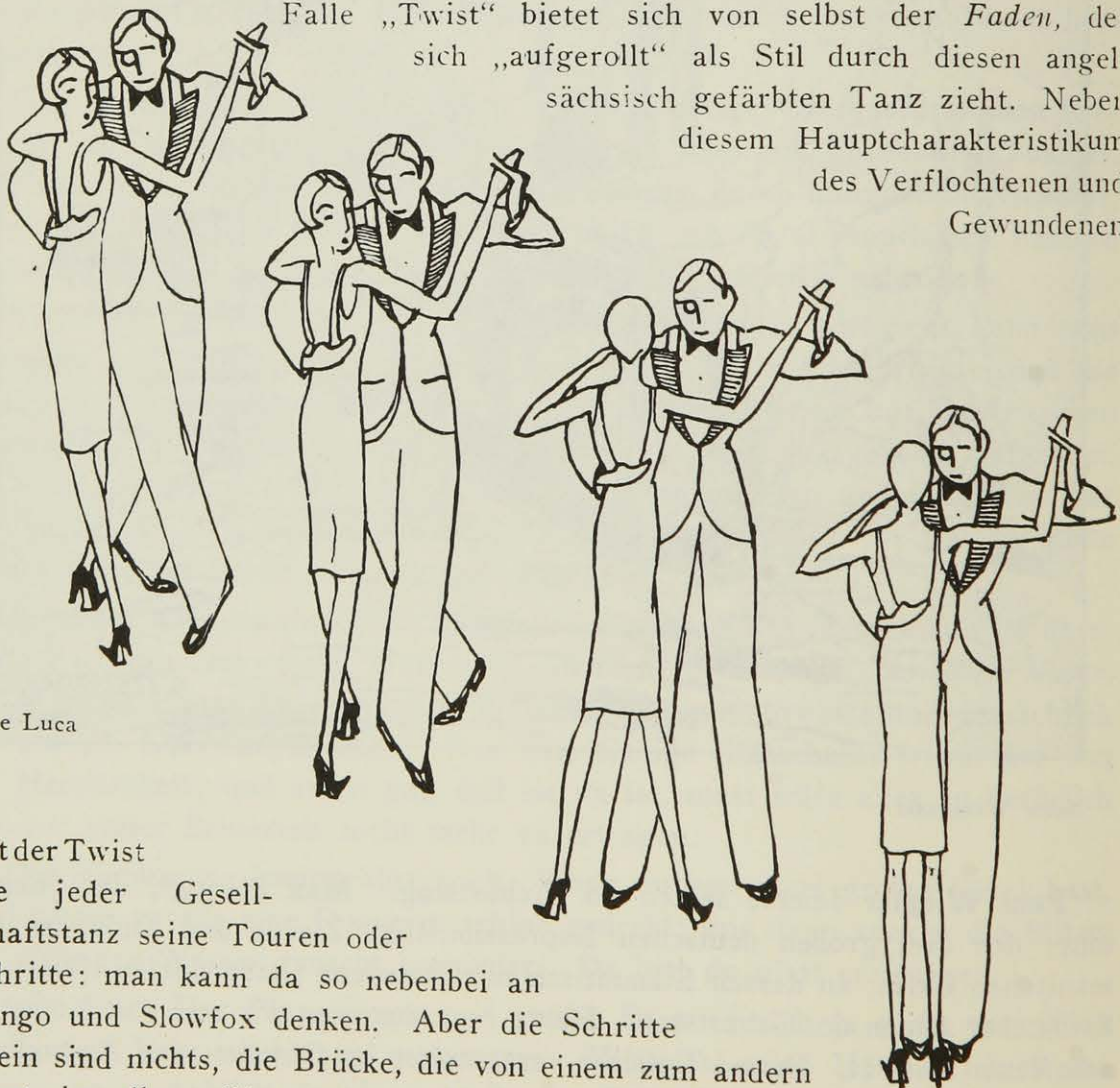 Falle „Twist“ bietet sich von selbst der Faden, de
sich „aufgerollt“ als Stil durch diesen angel
sächsisch gefärbten Tanz zieht. Neben
diesem Hauptcharakteristikum
des Verflochtenen und
Gewundenen
e Luca
t der Twist
e jeder Gesell-
haftstanz seine Touren oder
hritte: man kann da so nebenbei an
ngo und Slowfox denken. Aber die Schritte
ein sind nichts, die Brücke, die von einem zum andern